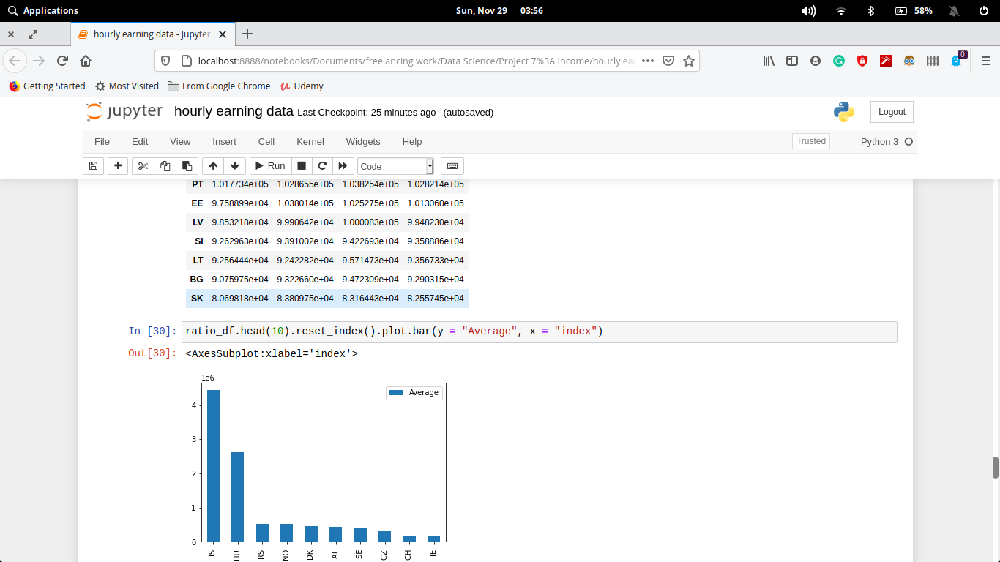 Applications
Sun, Nov 29 03:56
58%
hourly earning data - Jupyter
localhost:8888/notebooks/Documents/freelancing work/Data Science/Project 7%3A Income/hourly ea
0
Getting Started Most Visited From Google Chrome Udemy
jupyter hourly earning data Last Checkpoint: 25 minutes ago (autosaved)
Logout
File Edit View Insert Cell Kernel Widgets Help
Trusted Python 3
Run Code
PT 1.017734e+05 1.028655e+05 1.038254e+05 1.028214e+05
EE 9.758899e+04 1.038014e+05 1.025275e+05 1.013060e+05
LV 9.853218e+04 9.990642e+04 1.000083e+05 9.948230e+04
SI 9.262963e+04 9.391002e+04 9.422693e+04 9.358886e+04
LT 9.256444e+04 9.242282e+04 9.571473e+04 9.356733e+04
BG 9.075975e+04 9.322660e+04 9.472309e+04 9.290315e+04
SK 8.069818e+04 8.380975e+04 8.316443e+04 8.255745e+04
In [30]: ratio_df.head(10).reset_index().plot.bar(y = "Average", x = "index")
Out[30]: <AxesSubplot:xlabel='index'>
1e6
Average
4
3
2
1
0
IS HU RS NO DK AL SE CZ CH IE